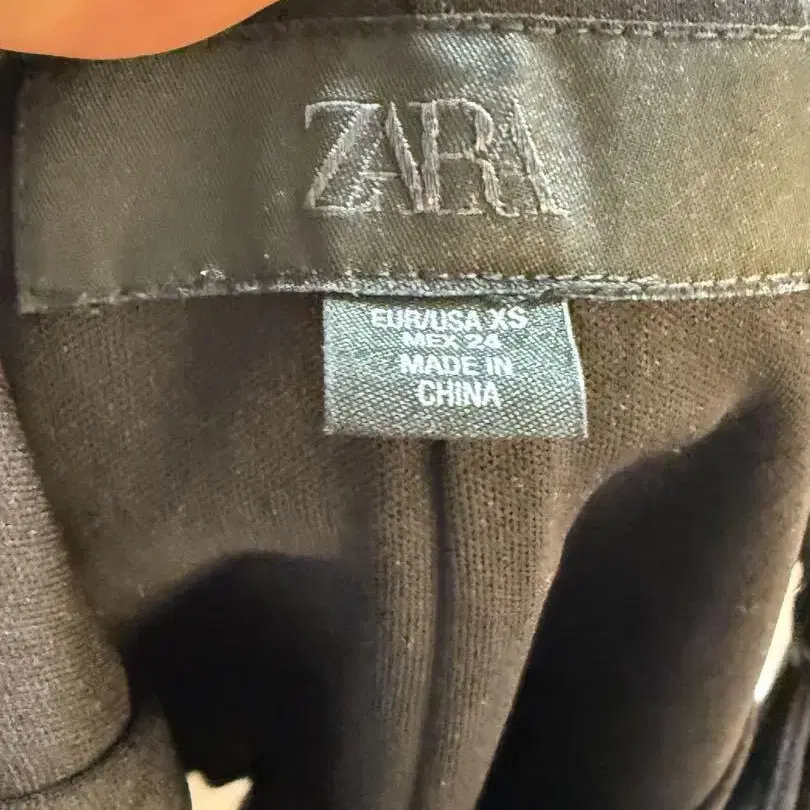 ZARA
EUR/USA XS
MEX 24
MADE IN
CHINA